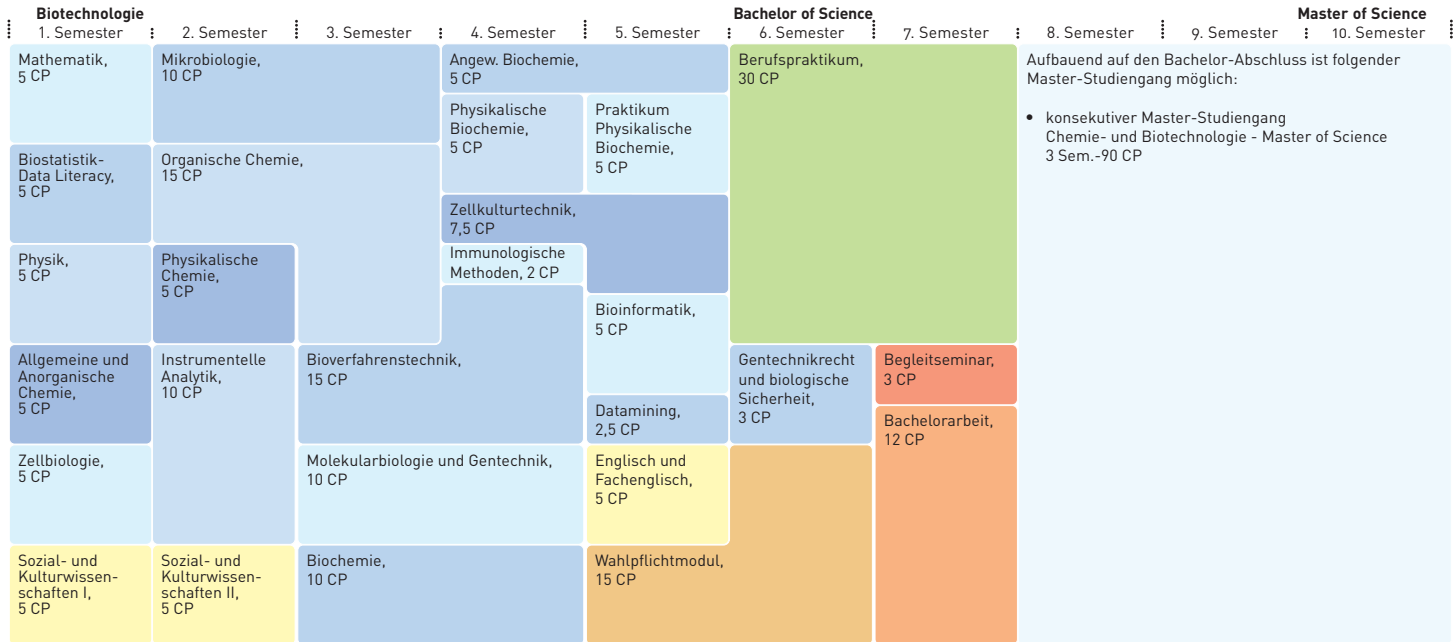 Biotechnologie
Bachelor of Science
Master of Science
1. Semester
2. Semester
3. Semester
4. Semester
5. Semester
6. Semester
7. Semester
8. Semester
9. Semester
10. Semester
Mathematik,
5 CP
Biostatistik-
Data Literacy,
5 CP
Physik,
5 CP
Allgemeine und
Anorganische
Chemie,
5 CP
Zellbiologie,
5 CP
Sozial- und
Kulturwissen-
schaften I,
5 CP
Mikrobiologie,
10 CP
Organische Chemie,
15 CP
Physikalische
Chemie,
5 CP
Instrumentelle
Analytik,
10 CP
Sozial- und
Kulturwissen-
schaften II,
5 CP
Bioverfahrenstechnik,
15 CP
Molekularbiologie und Gentechnik,
10 CP
Biochemie,
10 CP
Angew. Biochemie,
5 CP
Physikalische
Biochemie,
5 CP
Zellkulturtechnik,
7,5 CP
Immunologische
Methoden, 2 CP
Praktikum
Physikalische
Biochemie,
5 CP
Bioinformatik,
5 CP
Datamining,
2,5 CP
Englisch und
Fachenglisch,
5 CP
Wahlpflichtmodul,
15 CP
Berufspraktikum,
30 CP
Gentechnikrecht
und biologische
Sicherheit,
3 CP
Begleitseminar,
3 CP
Bachelorarbeit,
12 CP
Aufbauend auf den Bachelor-Abschluss ist folgender
Master-Studiengang möglich:
• konsekutiver Master-Studiengang
Chemie- und Biotechnologie - Master of Science
3 Sem.-90 CP